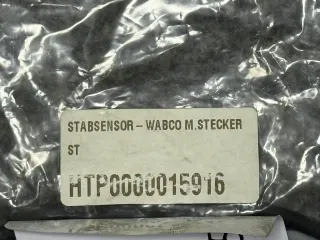 STABSENSOR-WABCO M.STECKER
ST
HTP0000015916